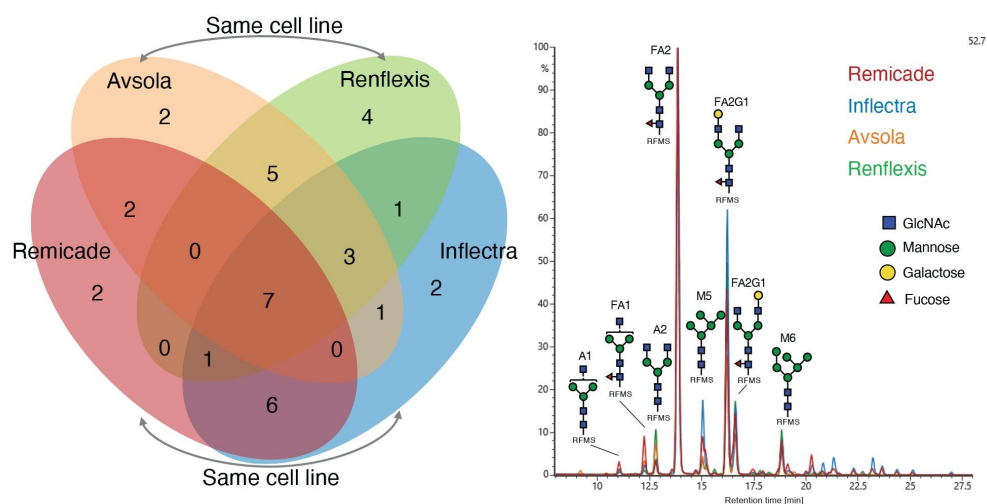 Same cell line
Avsola
Renflexis
2
4
5
2
1
0
3
Remicade
Inflectra
2
7
2
1
0
1
0
6
Same cell line
52.7
100
%
90
80
70
60
50
40
30
20
10
0
10
12.5
15.0
17.5
20
22.5
25.0
27.5
Retention time [min]
A1
RFMS
FA1
RFMS
A2
RFMS
FA2
RFMS
M5
RFMS
FA2G1
RFMS
FA2G1
RFMS
M6
RFMS
Remicade
Inflectra
Avsola
Renflexis
GlcNAc
Mannose
Galactose
Fucose